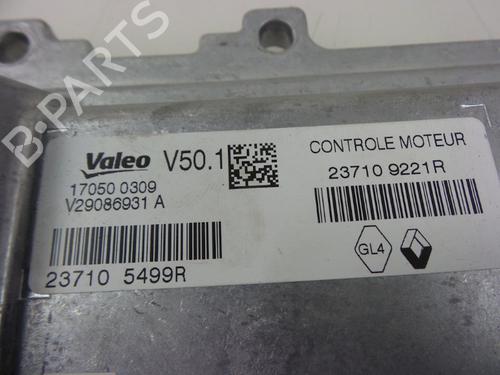 B-PARTS
Valeo V50.1
17050 0309
V29086931 A
23710 5499R
CONTROLE MOTEUR
23710 9221R
GL4